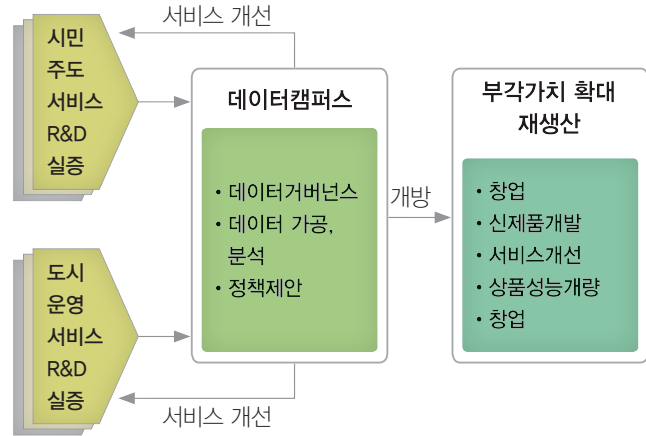 서비스 개선
시민
주도
서비스
R&D
실증
데이터캠퍼스
• 데이터거버넌스
• 데이터 가공,
분석
• 정책제안
개방
부각가치 확대
재생산
• 창업
• 신제품개발
• 서비스개선
• 상품성능개량
• 창업
도시
운영
서비스
R&D
실증
서비스 개선